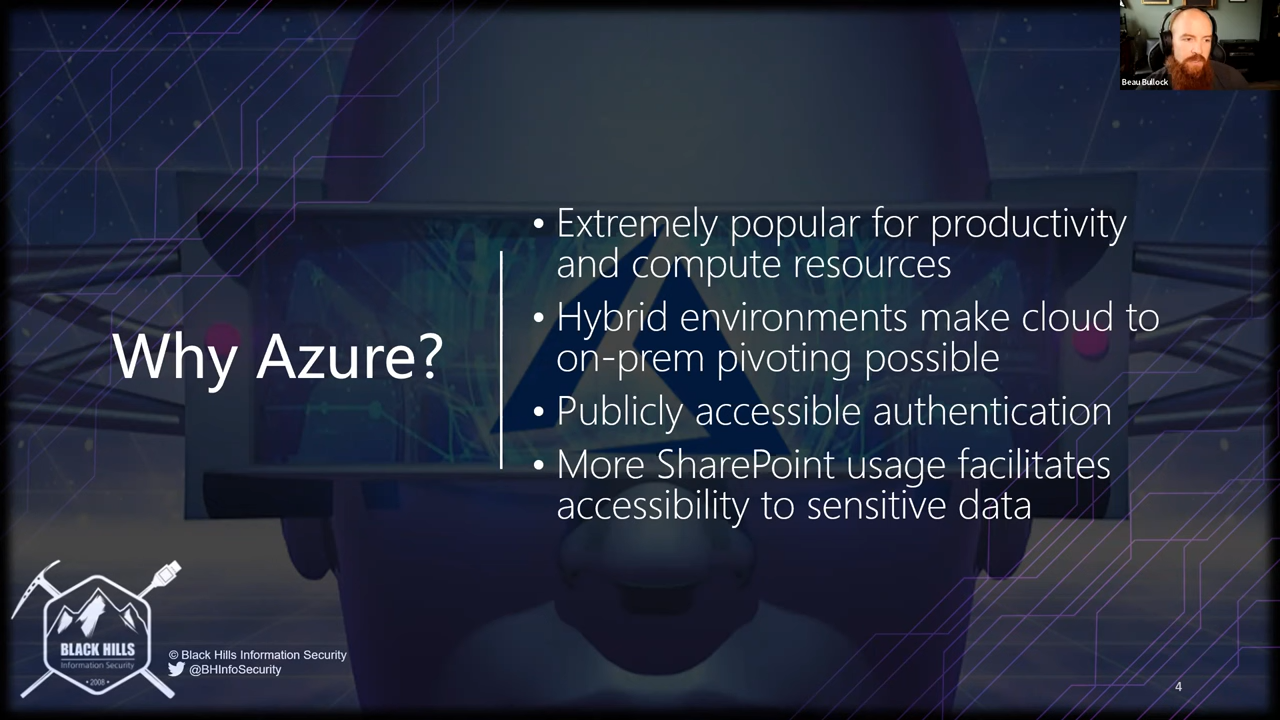 Beau Bullock
Why Azure?
• Extremely popular for productivity
and compute resources
• Hybrid environments make cloud to
on-prem pivoting possible
• Publicly accessible authentication
• More SharePoint usage facilitates
accessibility to sensitive data
BLACK HILLS
Information Security
• 2008 •
© Black Hills Information Security
@BHInfoSecurity
4